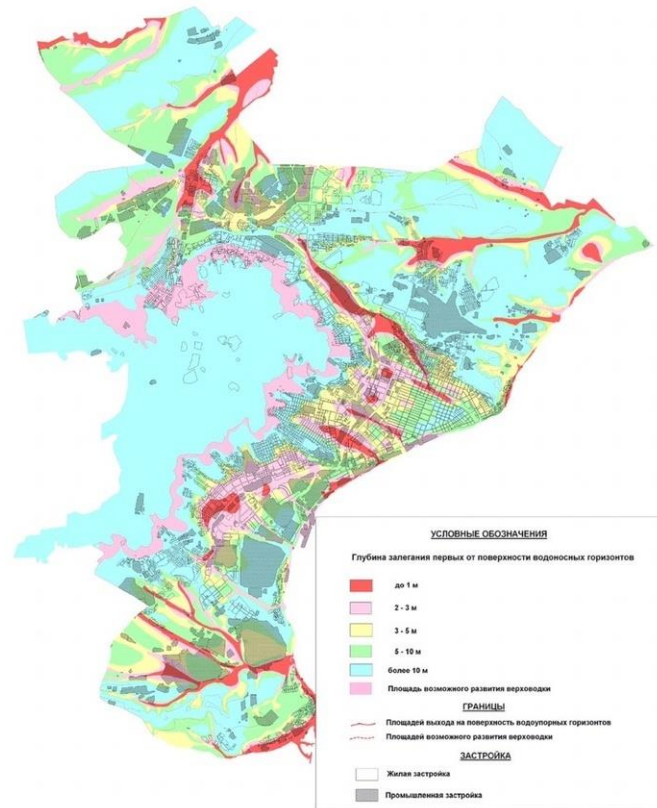 УСЛОВНЫЕ ОБОЗНАЧЕНИЯ
Глубина залегания первых от поверхности водоносных горизонтов
до 1 м
2 - 3 м
3 - 5 м
5 - 10 м
более 10 м
Площадь возможного развития верховодки
ГРАНИЦЫ
Площадей выхода на поверхность водоупорных горизонтов
Площадей возможного развития верховодки
ЗАСТРОЙКА
Жилая застройка
Промышленная застройка